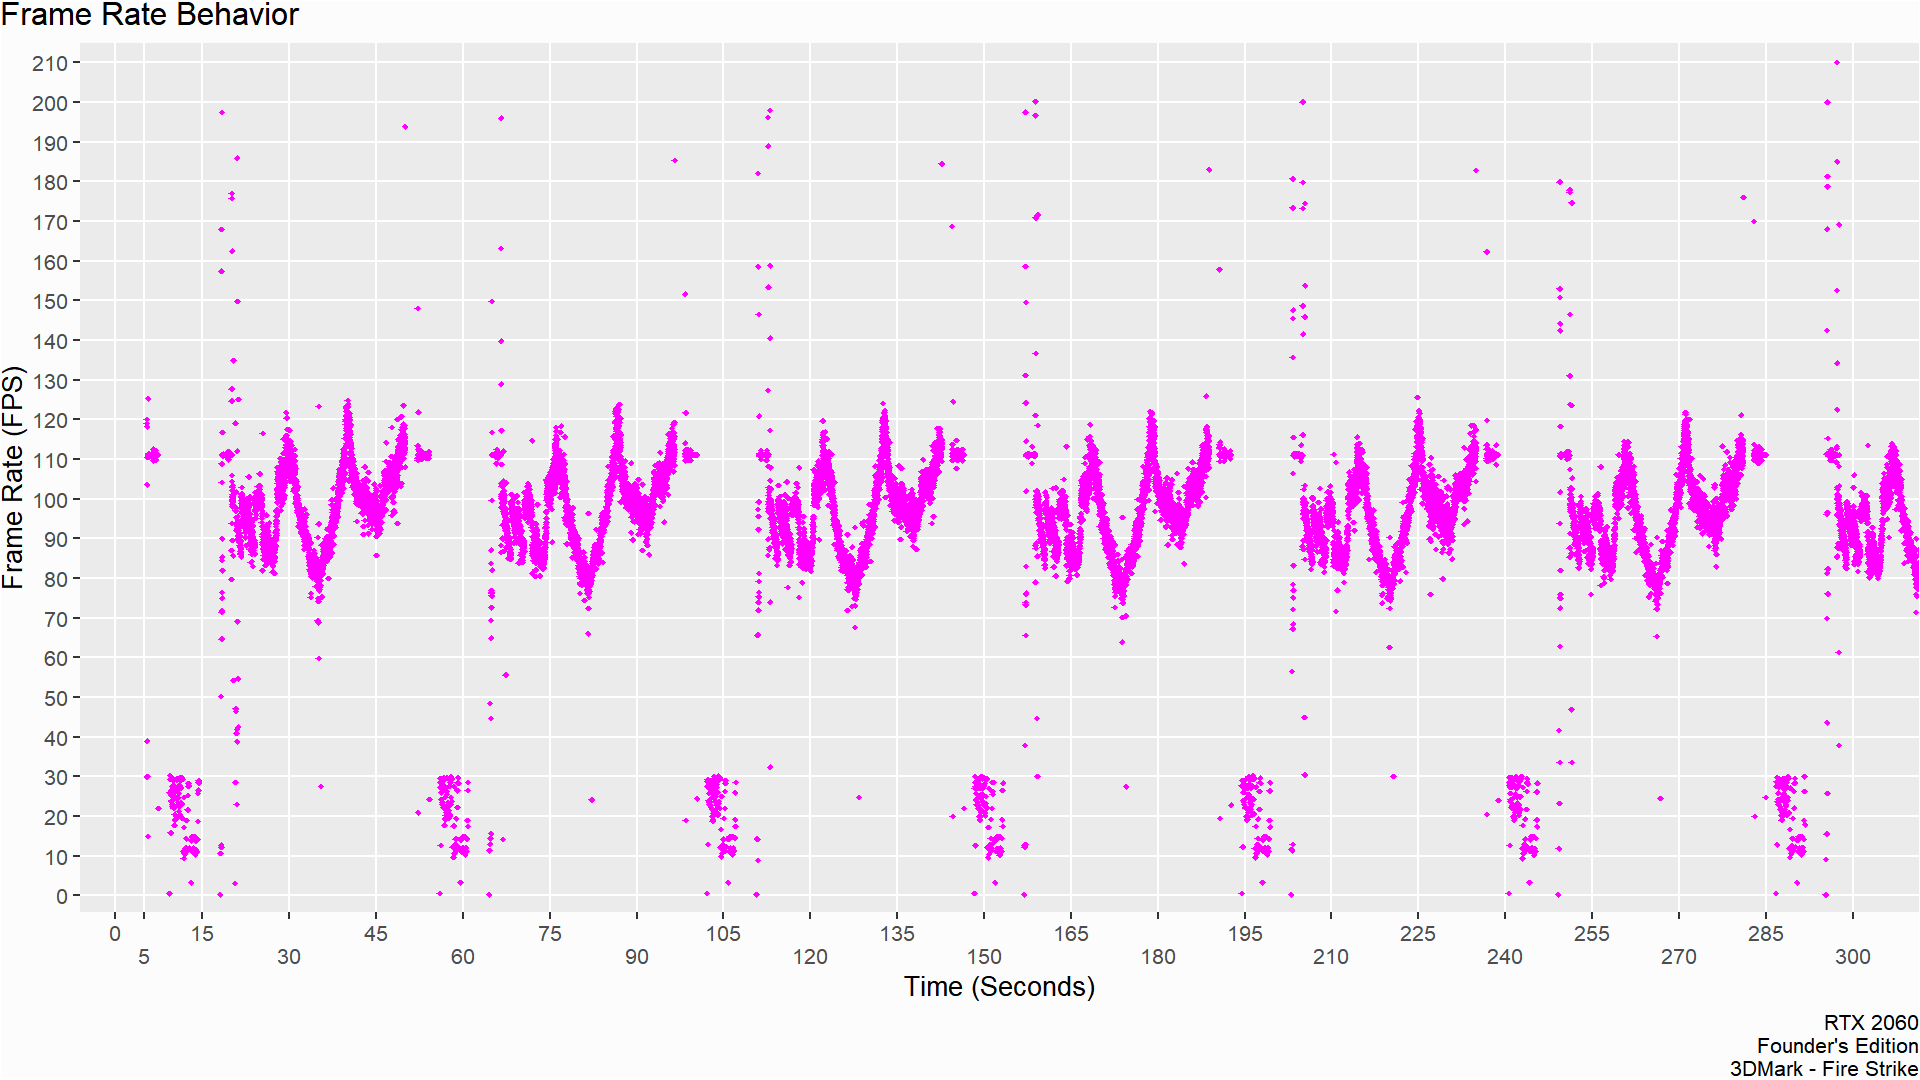 Frame Rate Behavior
210
200
190
180
170
160
150
140
130
120
110
100
90
80
70
60
50
40
30
20
10
0
Frame Rate (FPS)
0 15 45 75 105 135 165 195 225 255 285
5 30 60 90 120 150 180 210 240 270 300
Time (Seconds)
RTX 2060
Founder's Edition
3DMark - Fire Strike